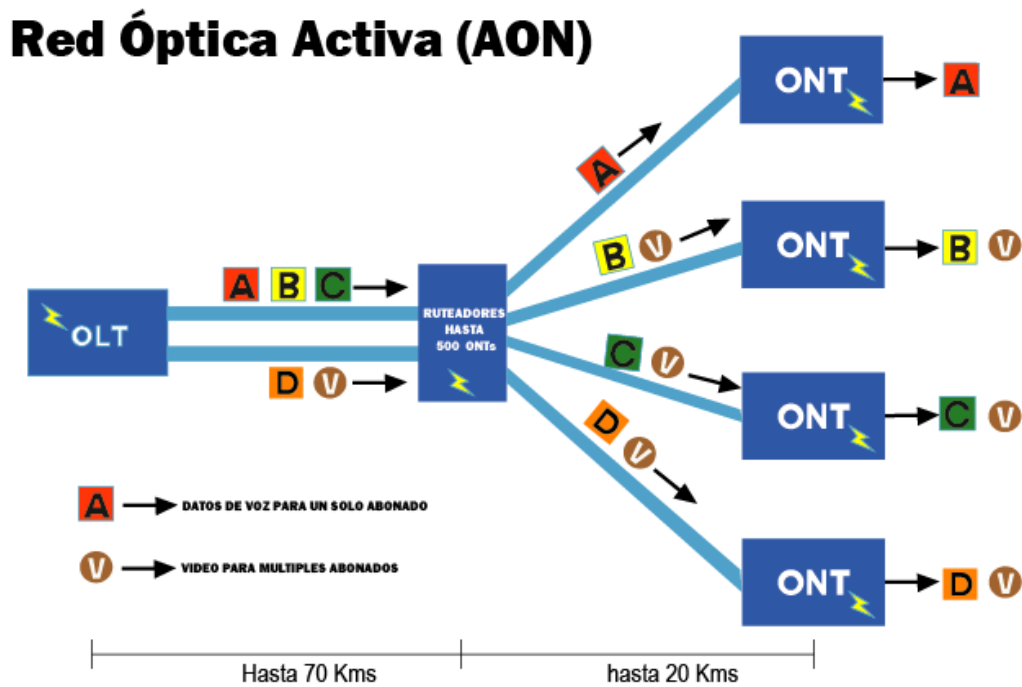 Red Óptica Activa (AON)
ONT
A
A
ONT
B
V
B
V
A
B
C
RUTEADORES
HASTA
500 ONTs
OLT
D
V
C
V
ONT
C
V
D
V
A
DATOS DE VOZ PARA UN SOLO ABONADO
V
VIDEO PARA MULTIPLES ABONADOS
ONT
D
V
Hasta 70 Kms
hasta 20 Kms